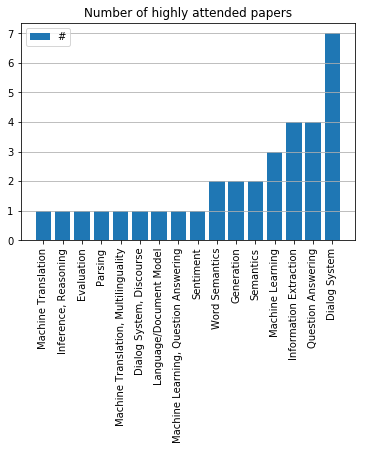 Number of highly attended papers
#
7
6
5
4
3
2
1
0
Machine Translation
Inference, Reasoning
Evaluation
Parsing
Machine Translation, Multilinguality
Dialog System, Discourse
Language/Document Model
Machine Learning, Question Answering
Sentiment
Word Semantics
Generation
Semantics
Machine Learning
Information Extraction
Question Answering
Dialog System